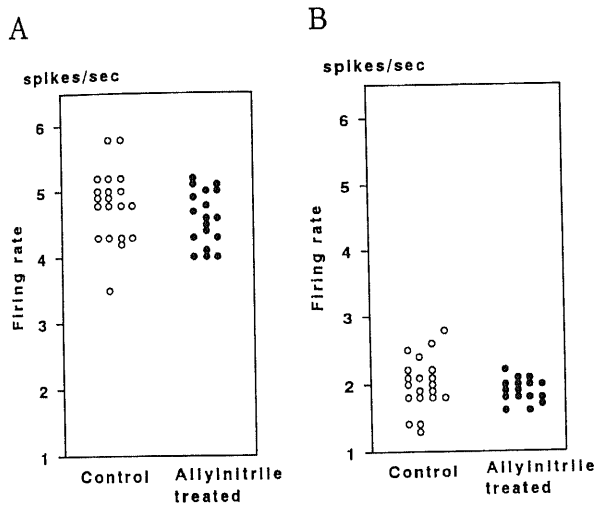 A
spikes/sec
6
5
4
3
2
1
Firing rate
Control
Allylnitrile
treated
B
spikes/sec
6
5
4
3
2
1
Firing rate
Control
Allylnitrile
treated